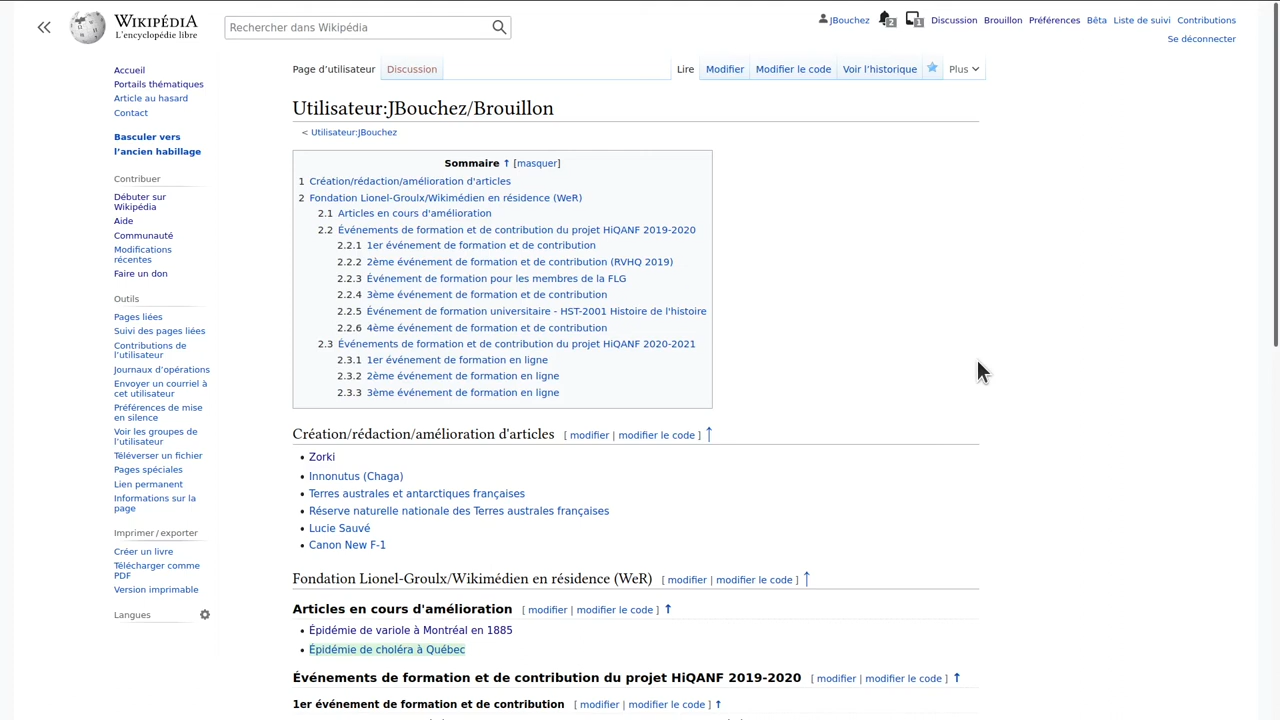 WIKIPÉDIA
L'encyclopédie libre
Rechercher dans Wikipédia
JBouchez 2 1 Discussion Brouillon Préférences Bêta Liste de suivi Contributions
Se déconnecter
Accueil
Portails thématiques
Article au hasard
Contact
Basculer vers
l'ancien habillage
Contribuer
Débuter sur
Wikipédia
Aide
Communauté
Modifications
récentes
Faire un don
Outils
Pages liées
Suivi des pages liées
Contributions de
l'utilisateur
Journaux d'opérations
Envoyer un courriel à
cet utilisateur
Préférences de mise
en silence
Voir les groupes de
l'utilisateur
Téléverser un fichier
Pages spéciales
Lien permanent
Informations sur la
page
Imprimer / exporter
Créer un livre
Télécharger comme
PDF
Version imprimable
Langues
Page d'utilisateur Discussion Lire Modifier Modifier le code Voir l'historique Plus
Utilisateur:JBouchez/Brouillon
< Utilisateur:JBouchez
Sommaire ↑ [masquer]
1 Création/rédaction/amélioration d'articles
2 Fondation Lionel-Groulx/Wikimédien en résidence (WeR)
2.1 Articles en cours d'amélioration
2.2 Événements de formation et de contribution du projet HiQANF 2019-2020
2.2.1 1er événement de formation et de contribution
2.2.2 2ème événement de formation et de contribution (RVHQ 2019)
2.2.3 Événement de formation pour les membres de la FLG
2.2.4 3ème événement de formation et de contribution
2.2.5 Événement de formation universitaire - HST-2001 Histoire de l'histoire
2.2.6 4ème événement de formation et de contribution
2.3 Événements de formation et de contribution du projet HiQANF 2020-2021
2.3.1 1er événement de formation en ligne
2.3.2 2ème événement de formation en ligne
2.3.3 3ème événement de formation en ligne
Création/rédaction/amélioration d'articles [ modifier | modifier le code ] ↑
• Zorki
• Innonutus (Chaga)
• Terres australes et antarctiques françaises
• Réserve naturelle nationale des Terres australes françaises
• Lucie Sauvé
• Canon New F-1
Fondation Lionel-Groulx/Wikimédien en résidence (WeR) [ modifier | modifier le code ] ↑
Articles en cours d'amélioration [ modifier | modifier le code ] ↑
• Épidémie de variole à Montréal en 1885
• Épidémie de choléra à Québec
Événements de formation et de contribution du projet HiQANF 2019-2020 [ modifier | modifier le code ] ↑
1er événement de formation et de contribution [ modifier | modifier le code ] ↑